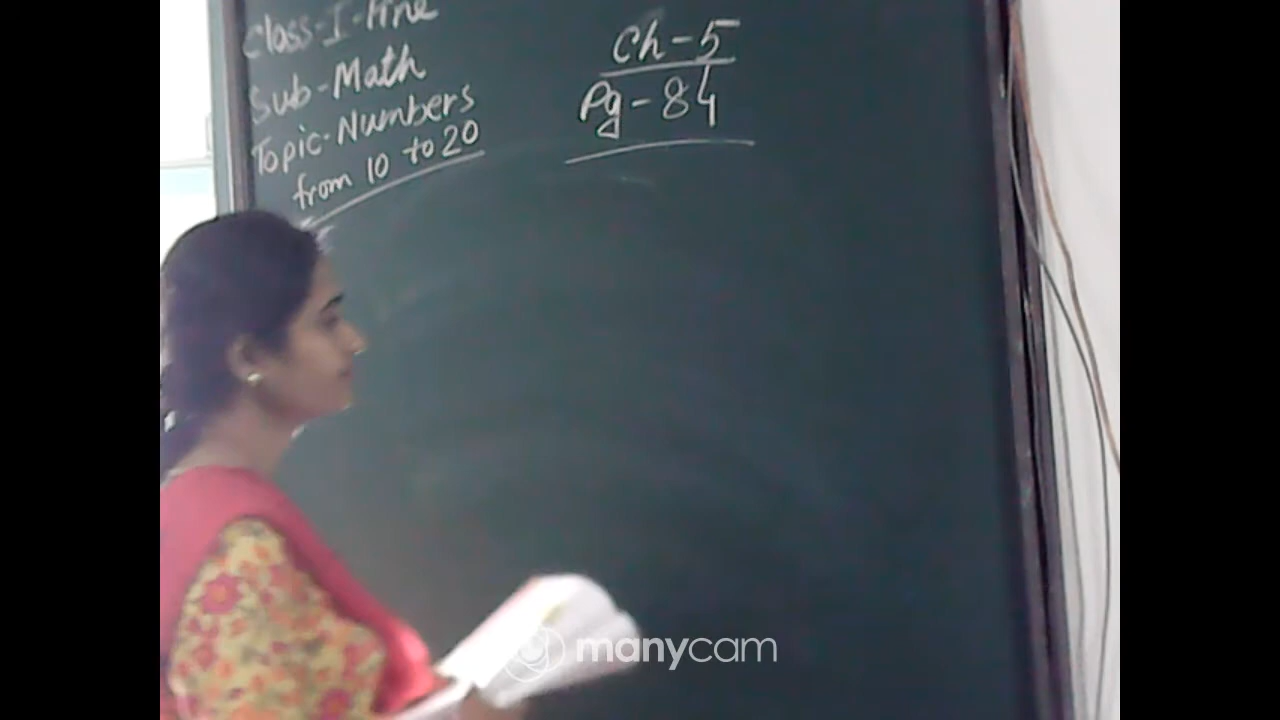 Class-I-Pine
Sub-Math
Topic-Numbers
from 10 to 20
Ch-5
Pg-84
manycam